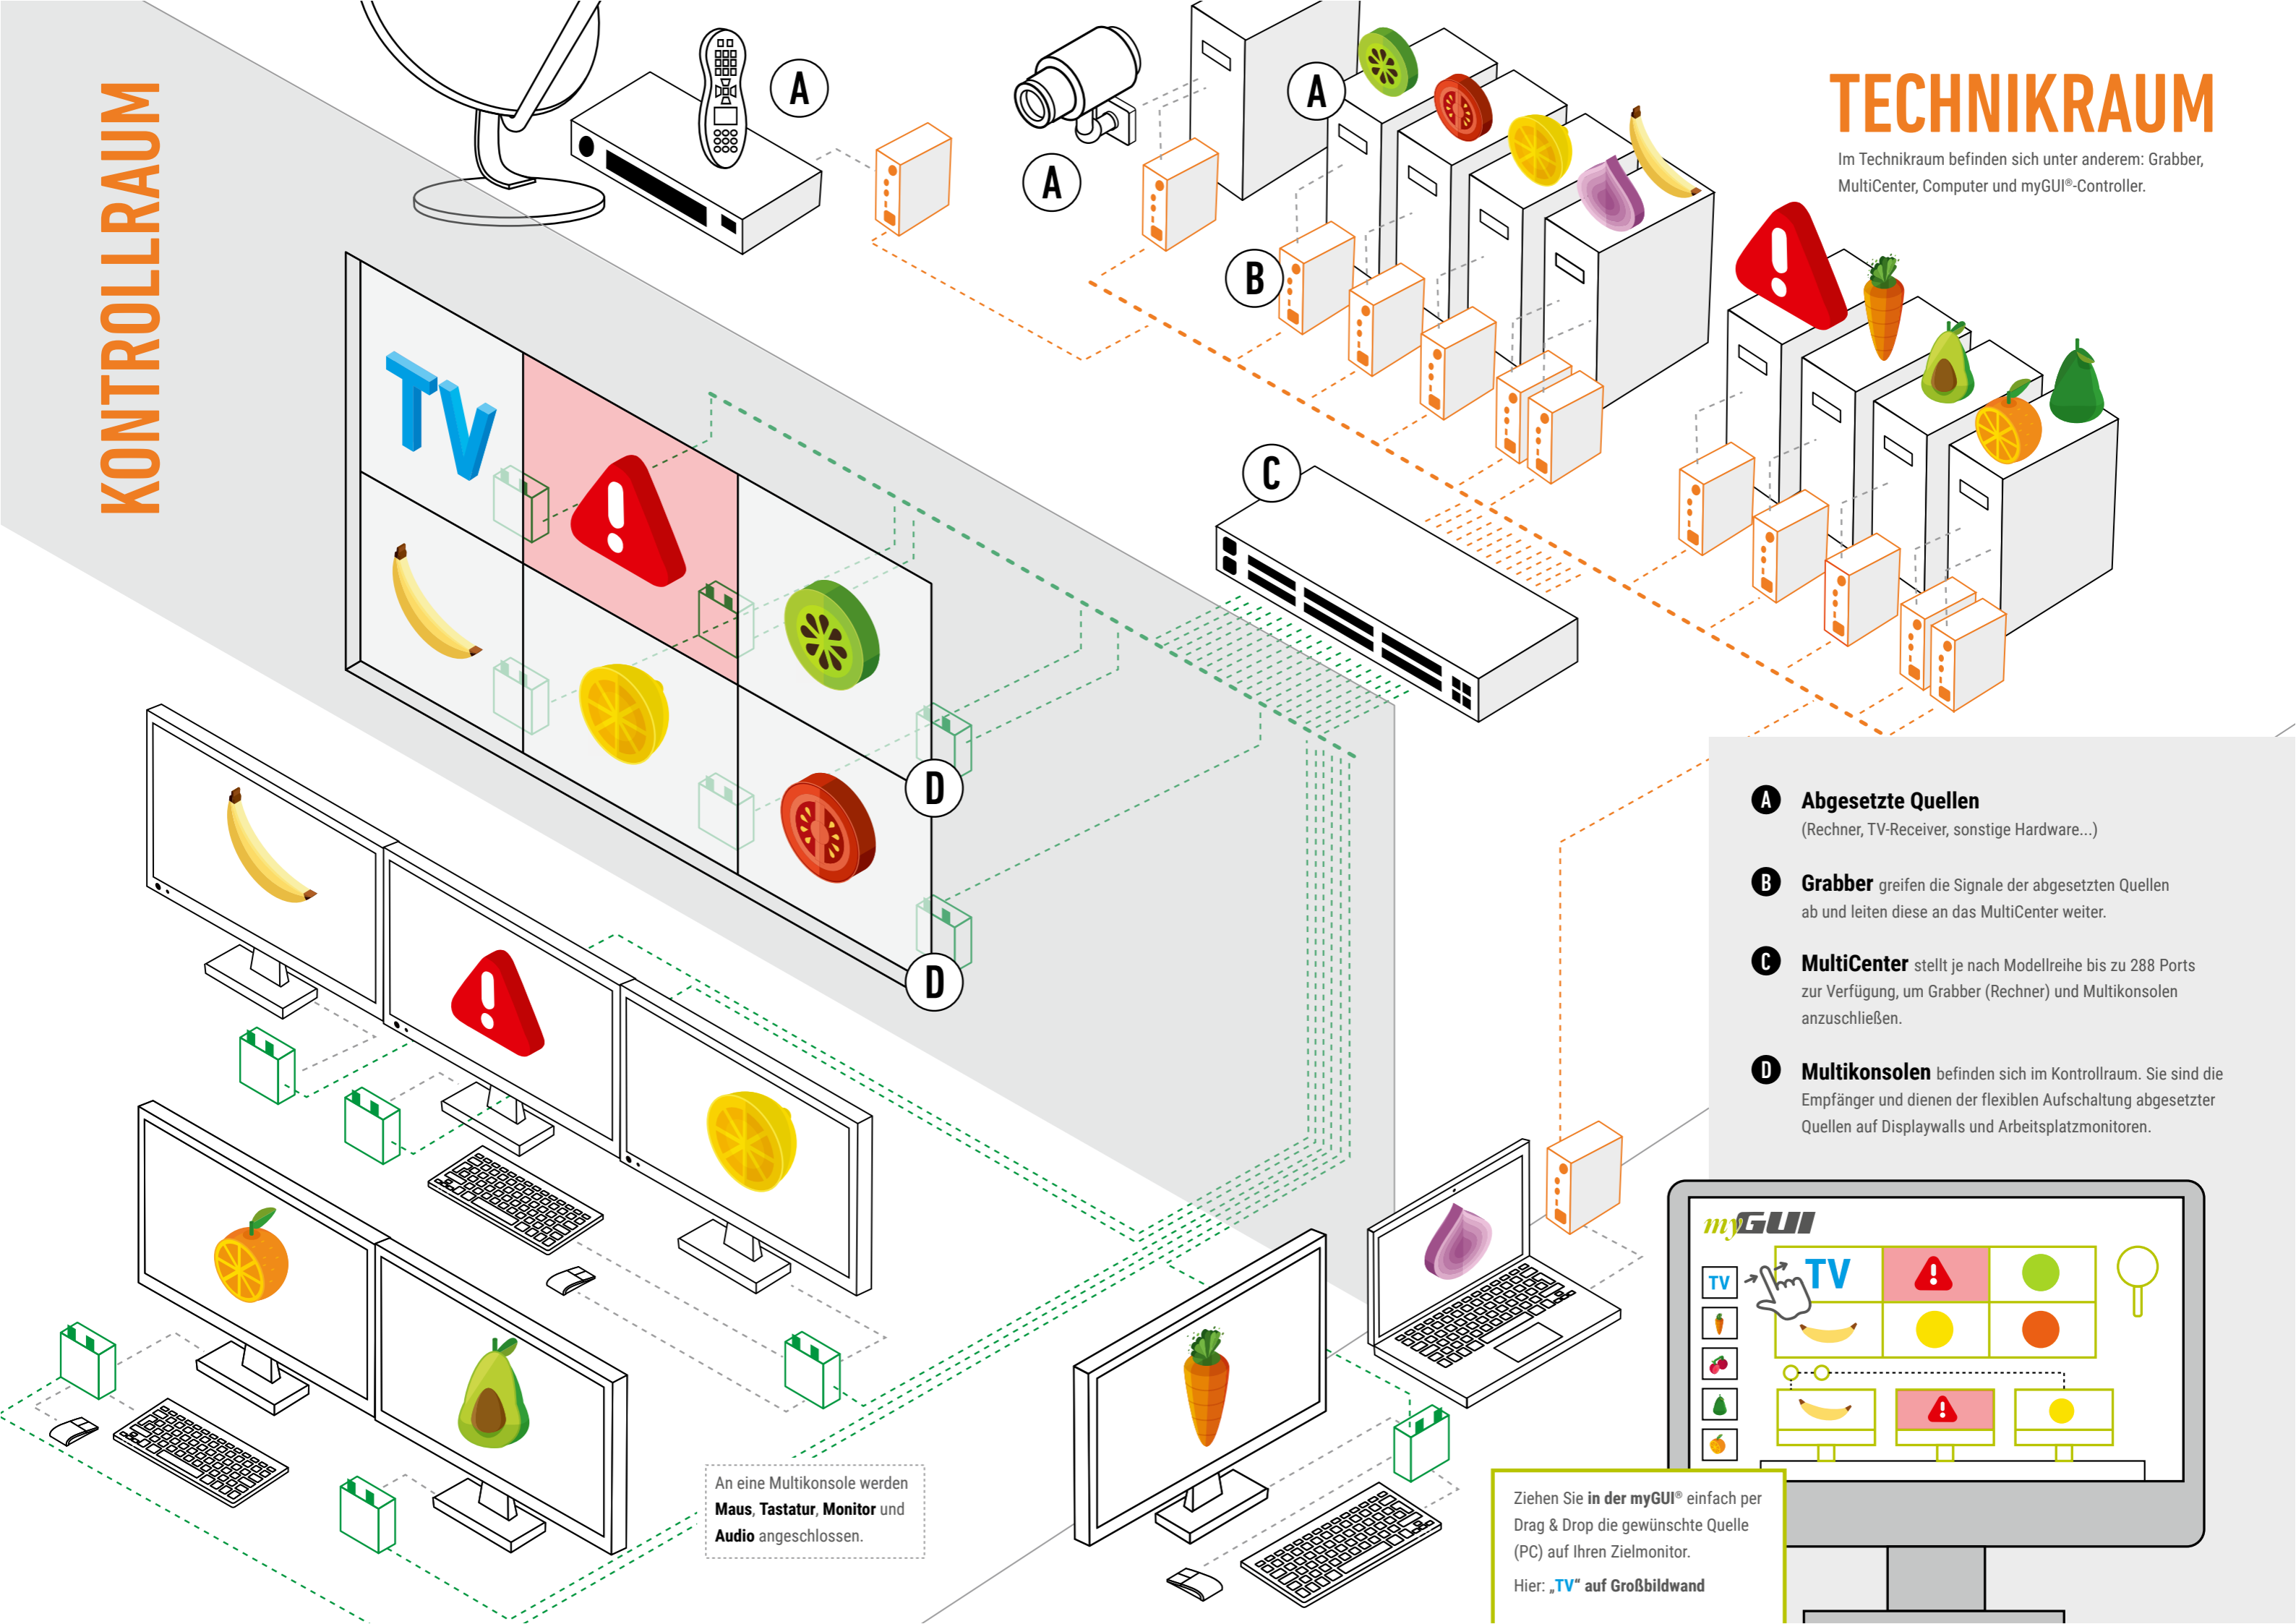 KONTROLLRAUM
A
A
A
B
C
D
D
TV
TECHNIKRAUM
Im Technikraum befinden sich unter anderem: Grabber,
MultiCenter, Computer und myGUI®-Controller.
A Abgesetzte Quellen
(Rechner, TV-Receiver, sonstige Hardware...)
B Grabber greifen die Signale der abgesetzten Quellen
ab und leiten diese an das MultiCenter weiter.
C MultiCenter stellt je nach Modellreihe bis zu 288 Ports
zur Verfügung, um Grabber (Rechner) und Multikonsolen
anzuschließen.
D Multikonsolen befinden sich im Kontrollraum. Sie sind die
Empfänger und dienen der flexiblen Aufschaltung abgesetzter
Quellen auf Displaywalls und Arbeitsplatzmonitoren.
An eine Multikonsole werden
Maus, Tastatur, Monitor und
Audio angeschlossen.
myGUI
TV
TV
Ziehen Sie in der myGUI® einfach per
Drag & Drop die gewünschte Quelle
(PC) auf Ihren Zielmonitor.
Hier: „TV“ auf Großbildwand